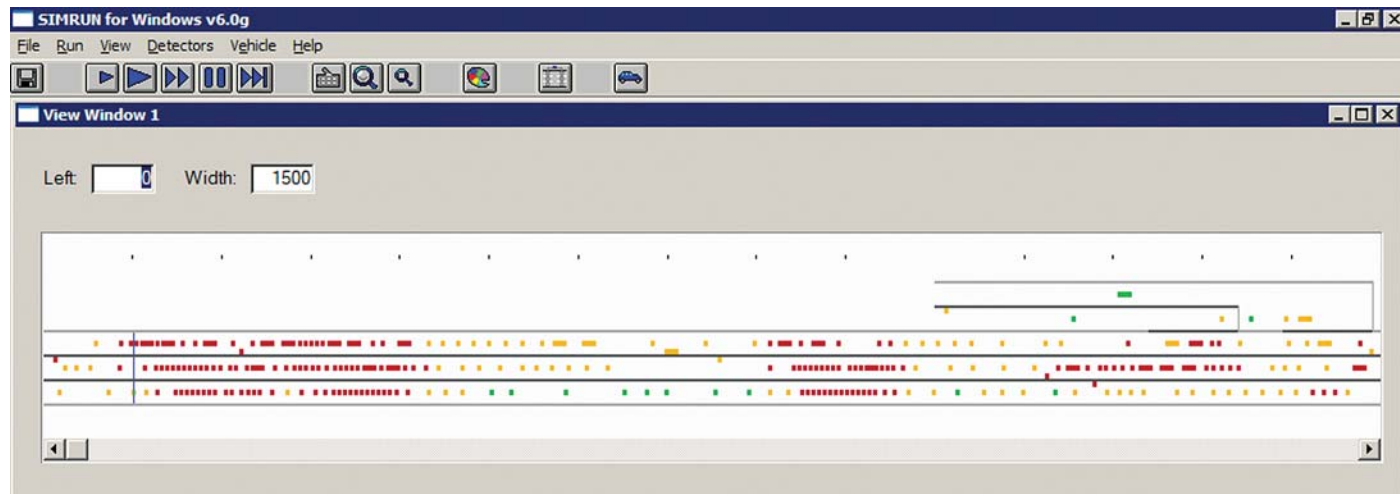 SIMRUN for Windows v6.0g
File Run View Detectors Vehicle Help
View Window 1
Left: 0 Width: 1500